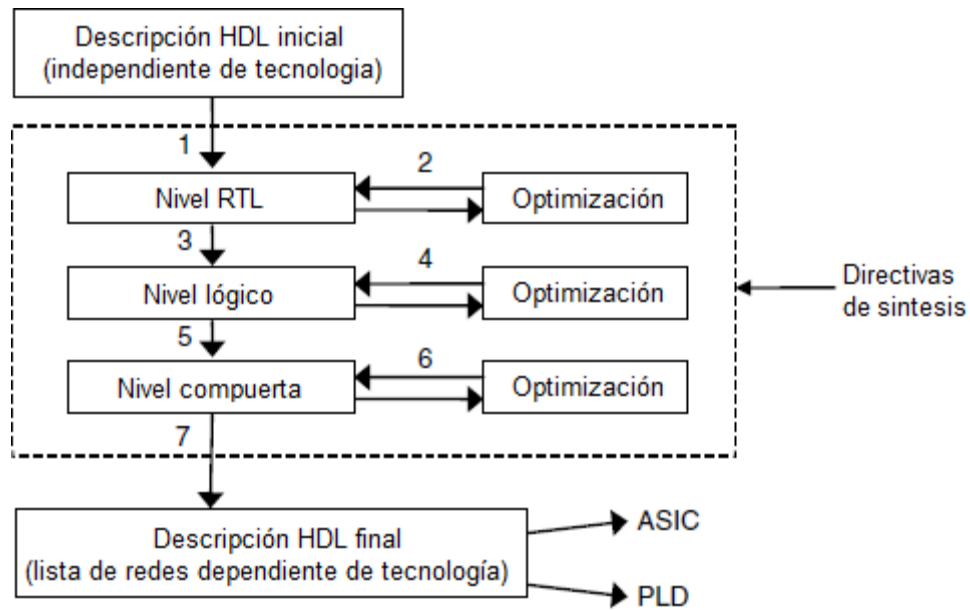 Descripción HDL inicial
(independiente de tecnologia)
1
2
Nivel RTL
Optimización
3
4
Nivel lógico
Optimización
Directivas
de sintesis
5
6
Nivel compuerta
Optimización
7
Descripción HDL final
(lista de redes dependiente de tecnología)
ASIC
PLD